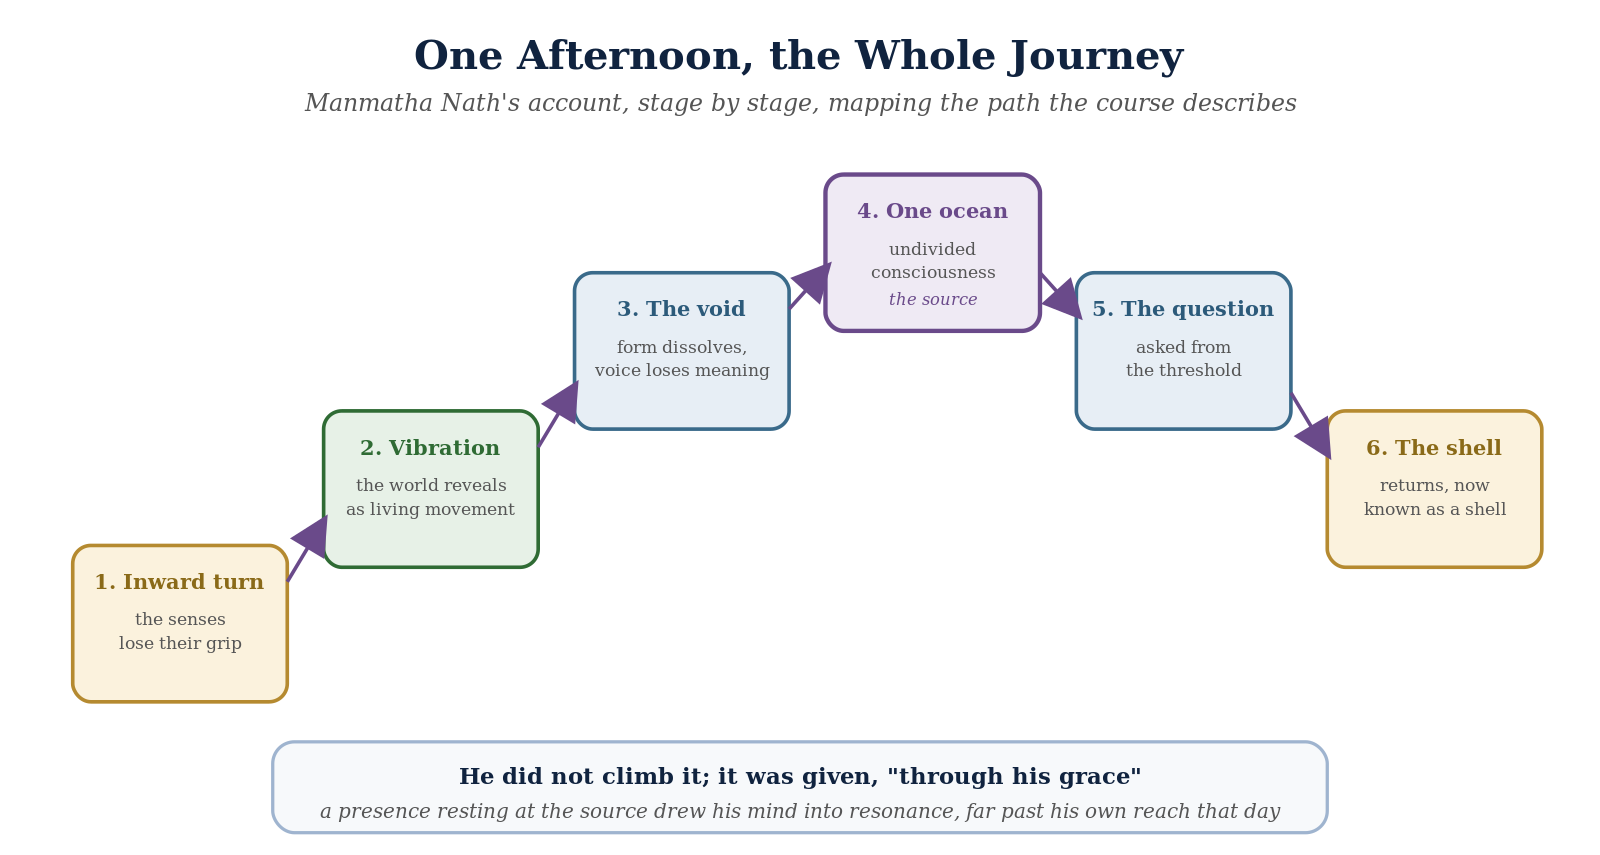 One Afternoon, the Whole Journey
Manmatha Nath's account, stage by stage, mapping the path the course describes
1. Inward turn
the senses
lose their grip
2. Vibration
the world reveals
as living movement
3. The void
form dissolves,
voice loses meaning
4. One ocean
undivided
consciousness
the source
5. The question
asked from
the threshold
6. The shell
returns, now
known as a shell
He did not climb it; it was given, "through his grace"
a presence resting at the source drew his mind into resonance, far past his own reach that day